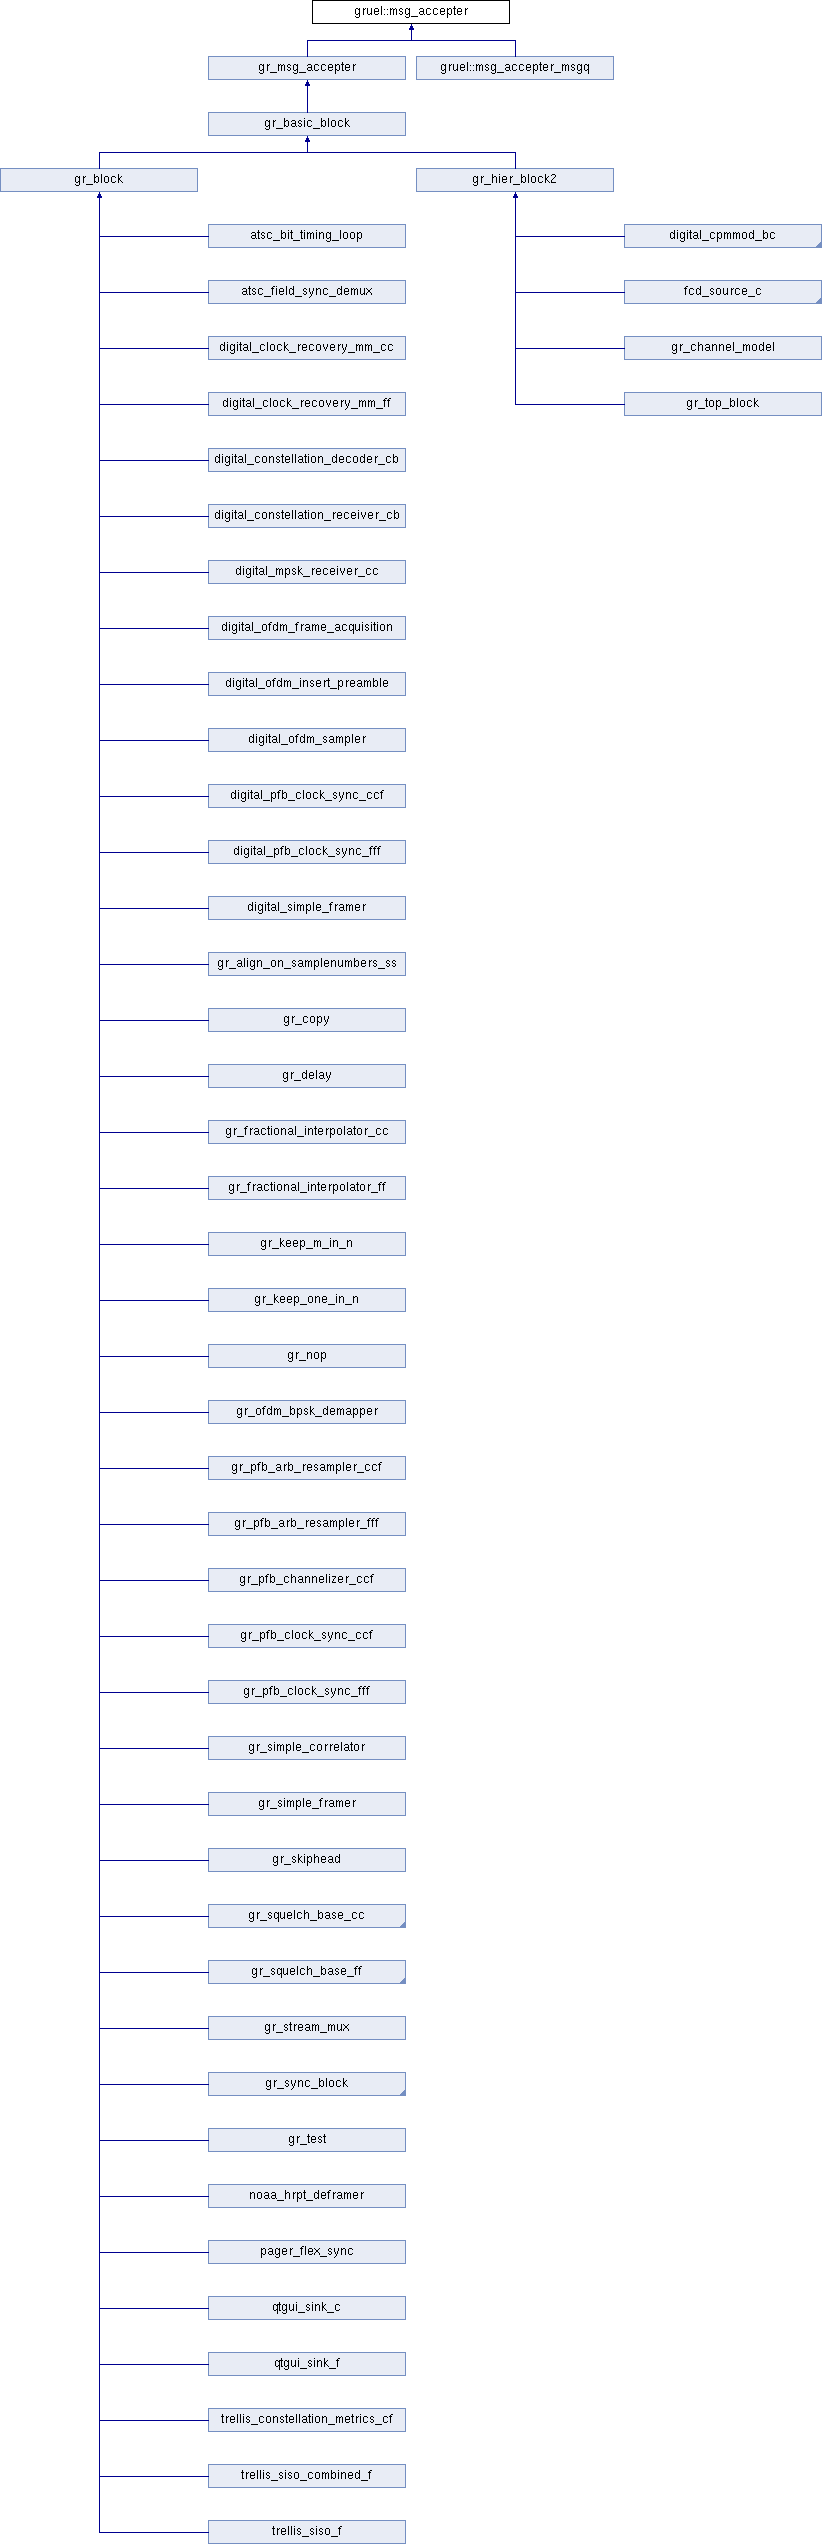 gruel::msg_accepter
gr_msg_accepter
gruel::msg_accepter_msgq
gr_basic_block
gr_block
gr_hier_block2
atsc_bit_timing_loop
digital_cpmmod_bc
atsc_field_sync_demux
fcd_source_c
digital_clock_recovery_mm_cc
gr_channel_model
digital_clock_recovery_mm_ff
gr_top_block
digital_constellation_decoder_cb
digital_constellation_receiver_cb
digital_mpsk_receiver_cc
digital_ofdm_frame_acquisition
digital_ofdm_insert_preamble
digital_ofdm_sampler
digital_pfb_clock_sync_ccf
digital_pfb_clock_sync_fff
digital_simple_framer
gr_align_on_samplenumbers_ss
gr_copy
gr_delay
gr_fractional_interpolator_cc
gr_fractional_interpolator_ff
gr_keep_m_in_n
gr_keep_one_in_n
gr_nop
gr_ofdm_bpsk_demapper
gr_pfb_arb_resampler_ccf
gr_pfb_arb_resampler_fff
gr_pfb_channelizer_ccf
gr_pfb_clock_sync_ccf
gr_pfb_clock_sync_fff
gr_simple_correlator
gr_simple_framer
gr_skiphead
gr_squelch_base_cc
gr_squelch_base_ff
gr_stream_mux
gr_sync_block
gr_test
noaa_hrpt_deframer
pager_flex_sync
qtgui_sink_c
qtgui_sink_f
trellis_constellation_metrics_cf
trellis_siso_combined_f
trellis_siso_f